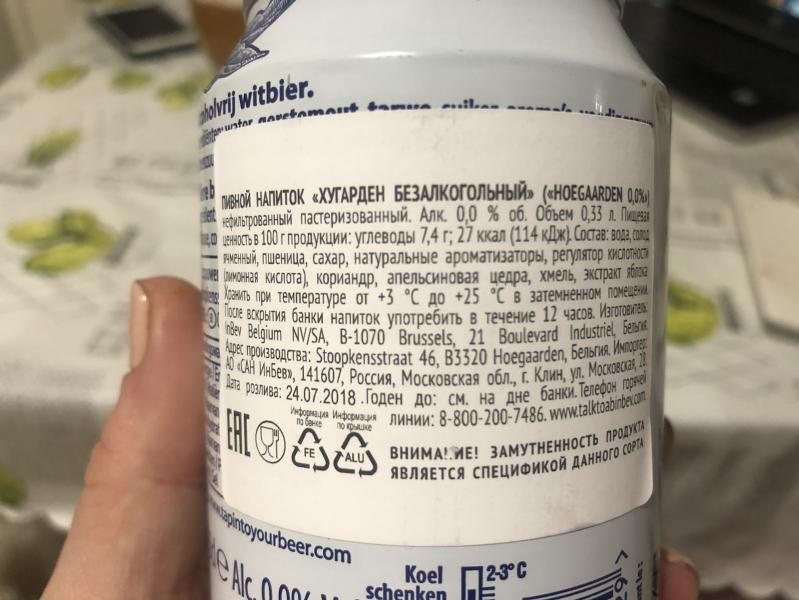 witbier.
gerstemout, tarwe, suiker,
ПИВНОЙ НАПИТОК «ХУГАРДЕН БЕЗАЛКОГОЛЬНЫЙ» («HOEGAARDEN 0,0%»)
нефильтрованный пастеризованный. Алк. 0,0 % об. Объем 0,33 л. Пищевая
ценность в 100 г продукции: углеводы 7,4 г; 27 ккал (114 кДж). Состав: вода, солод
ячменный, пшеница, сахар, натуральные ароматизаторы, регулятор кислотности
(лимонная кислота), кориандр, апельсиновая цедра, хмель, экстракт яблока
Хранить при температуре от +3 °C до +25 °C в затемненном помещении.
После вскрытия банки напиток употребить в течение 12 часов. Изготовитель:
InBev Belgium NV/SA, B-1070 Brussels, 21 Boulevard Industriel, Бельгия.
Адрес производства: Stoopkensstraat 46, B3320 Hoegaarden, Бельгия. Импортер:
АО «САН ИнБев», 141607, Россия, Московская обл., г. Клин, ул. Московская, 28.
Дата розлива: 24.07.2018 .Годен до: см. на дне банки.Телефон горячей
линии: 8-800-200-7486. www.talktoabinbev.com
EAC
Информация по банке
FE
Информация по крышке
ALU
ВНИМАНИЕ! ЗАМУТНЕННОСТЬ ПРОДУКТА
ЯВЛЯЕТСЯ СПЕЦИФИКОЙ ДАННОГО СОРТА
www.tapintoyourbeer.com
e Alc. 0.0%
Koel
schenken
2-3° C